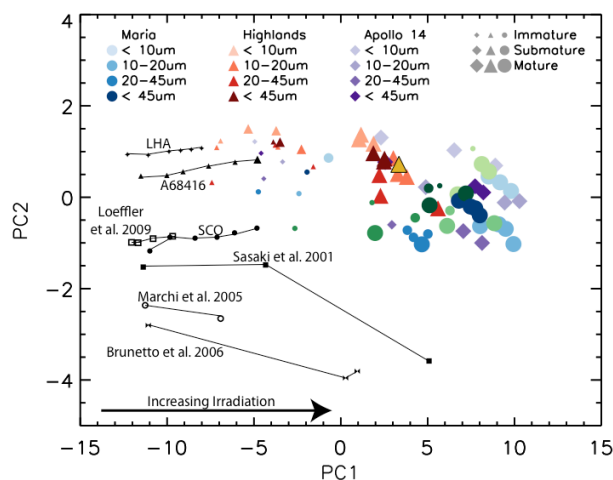 Maria Highlands Apollo 14
< 10um < 10um < 10um Immature
10-20um 10-20um 10-20um Submature
20-45um 20-45um 20-45um Mature
< 45um < 45um < 45um
LHA
A68416
Loeffler
et al. 2009
SCO
Sasaki et al. 2001
Marchi et al. 2005
Brunetto et al. 2006
Increasing Irradiation
4
2
0
-2
-4
PC2
-15 -10 -5 0 5 10 15
PC1